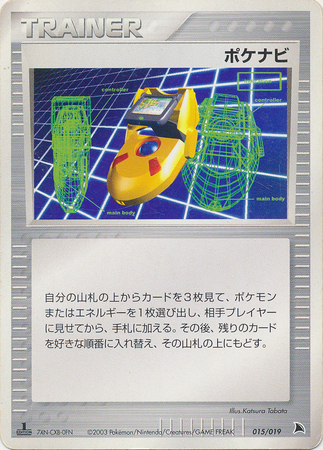 TRAINER
ポケナビ
controller
controller
main body
main body
自分の山札の上からカードを3枚見て、ポケモン
またはエネルギーを1枚選び出し、相手プレイヤー
に見せてから、手札に加える。その後、残りのカード
を好きな順番に入れ替え、その山札の上にもどす。
Illus.Katsura Tabata
1
EDITION
7XN-CXB-0FN
©2003 Pokémon/Nintendo/Creatures/GAME FREAK
015/019